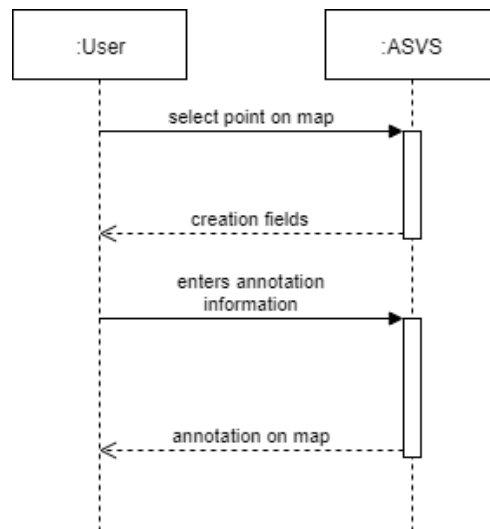 :User
:ASVS
select point on map
creation fields
enters annotation
information
annotation on map